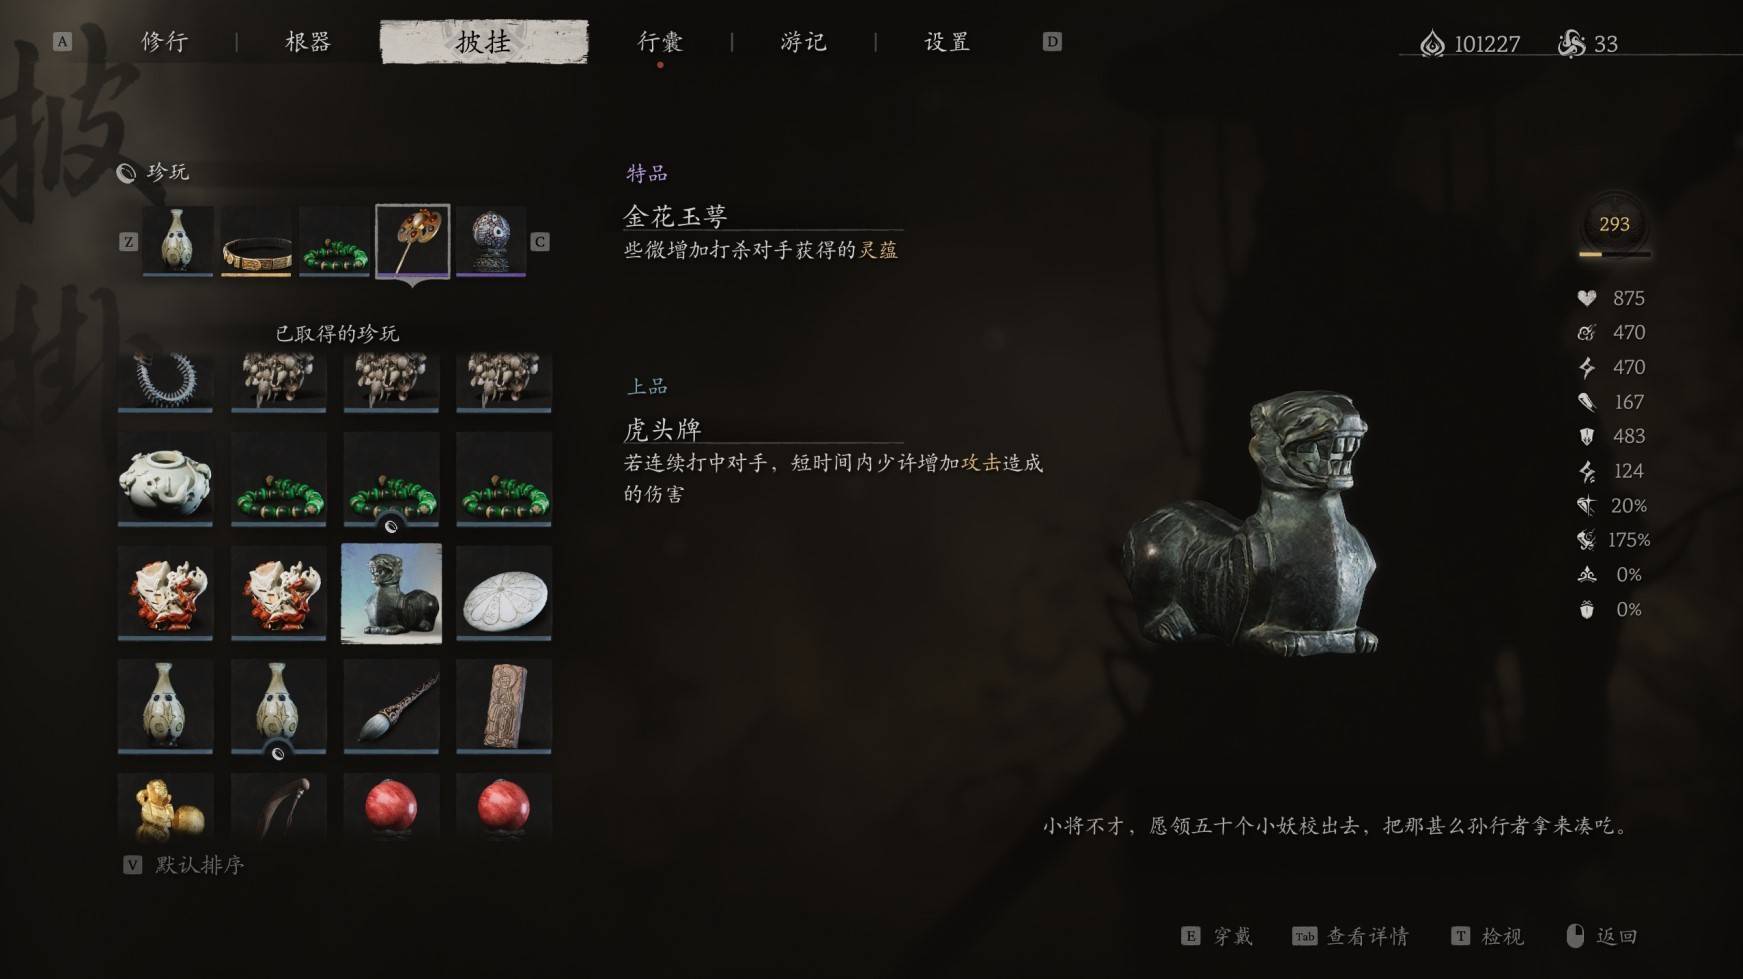 披挂
A 修行 根器 披挂 行囊 游记 设置 D
101227 33
珍玩
Z C
已取得的珍玩
V 默认排序
特品
金花玉萼
些微增加打杀对手获得的灵蕴
上品
虎头牌
若连续打中对手，短时间内少许增加攻击造成
的伤害
293
875
470
470
167
483
124
20%
175%
0%
0%
小将不才，愿领五十个小妖校出去，把那甚么孙行者拿来凑吃。
E 穿戴 Tab 查看详情 T 检视 返回